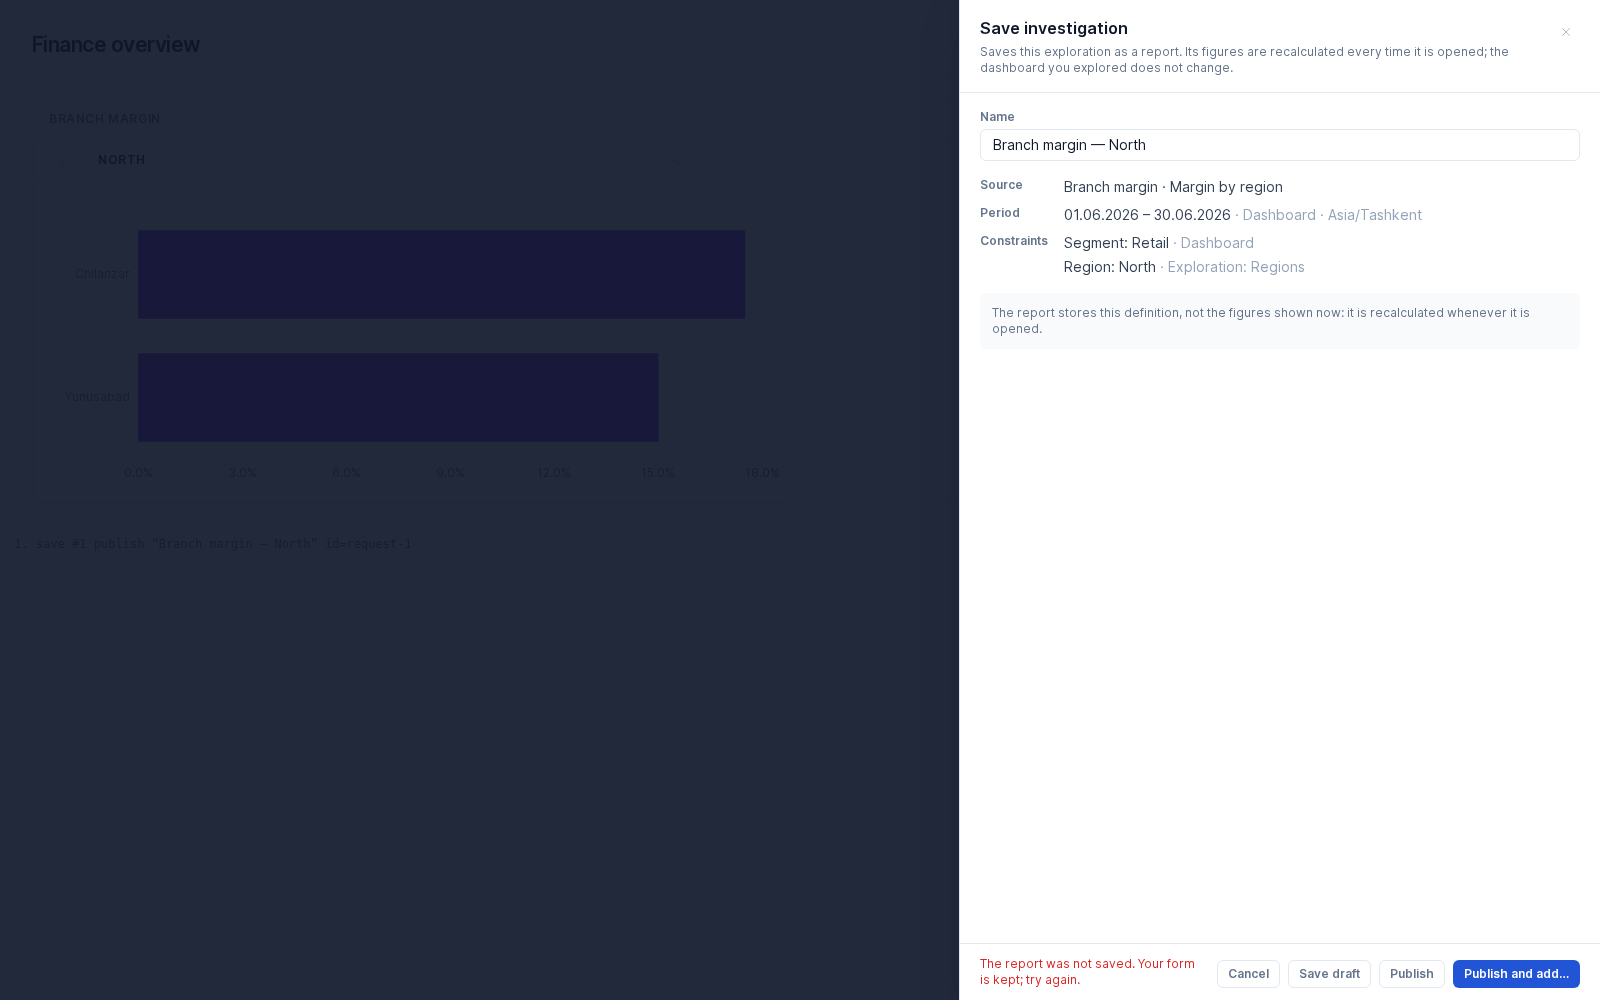 Finance overview
BRANCH MARGIN
NORTH
Chilanzar
Yunusabad
0.0% 3.0% 6.0% 9.0% 12.0% 15.0% 18.0%
1. save #1 publish "Branch margin — North" id=request-1
Save investigation
Saves this exploration as a report. Its figures are recalculated every time it is opened; the
dashboard you explored does not change.
Name
Branch margin — North
Source Branch margin · Margin by region
Period 01.06.2026 – 30.06.2026 · Dashboard · Asia/Tashkent
Constraints Segment: Retail · Dashboard
Region: North · Exploration: Regions
The report stores this definition, not the figures shown now: it is recalculated whenever it is
opened.
The report was not saved. Your form
is kept; try again.
Cancel Save draft Publish Publish and add…